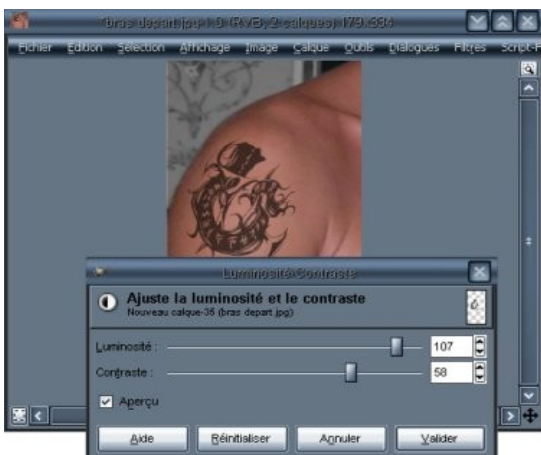 *bras depart.jpg-1.0 (RVB, 2 calques) 179x334
Fichier Edition Sélection Affichage Image Calque Outils Dialogues Filtres Script-F
Luminosité-Contraste
Ajuste la luminosité et le contraste
Nouveau calque-35 (bras depart.jpg)
Luminosité : 107
Contraste : 58
Aperçu
Aide Réinitialiser Annuler Valider